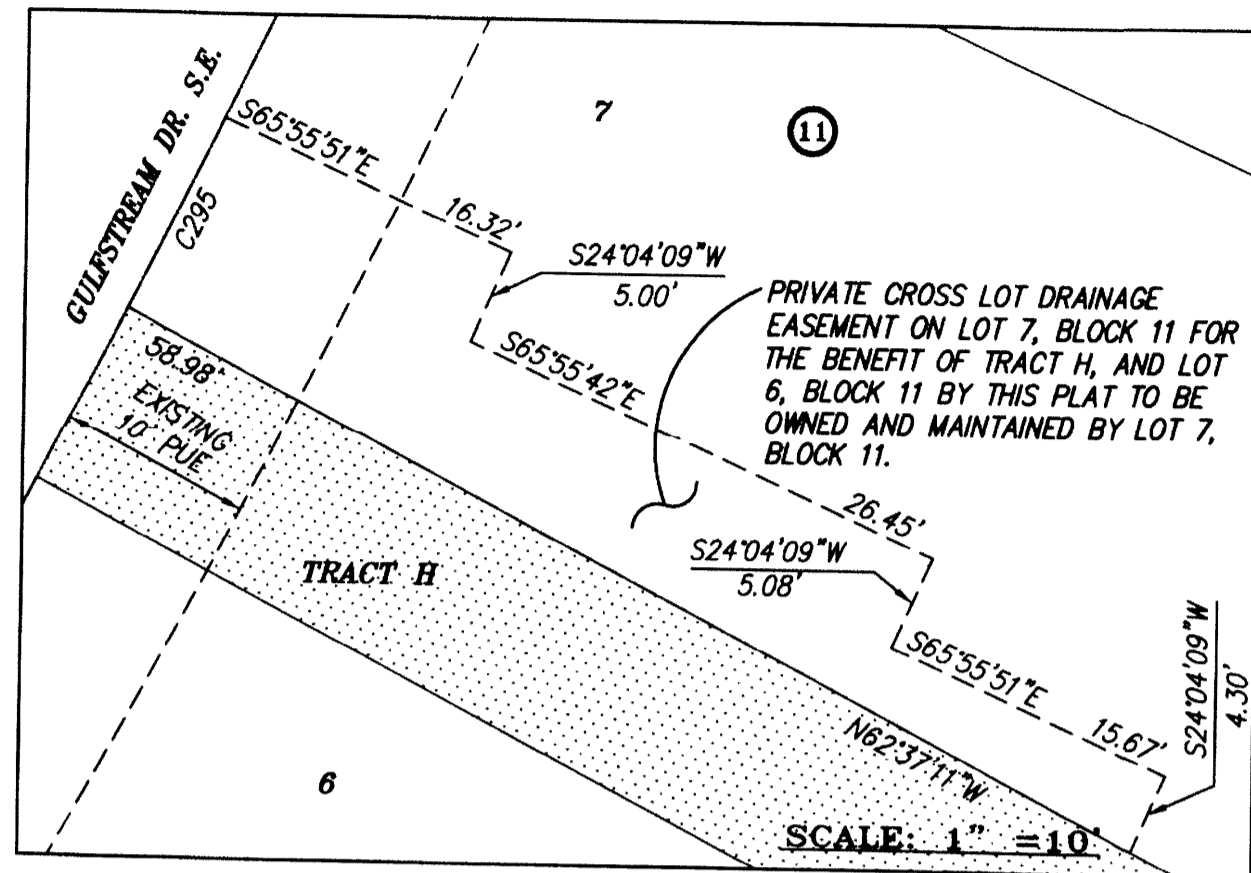 GULFSTREAM DR. S.E.
C295
S65°55'51"E
16.32'
7
11
S24°04'09"W
5.00'
S65°55'42"E
26.45'
PRIVATE CROSS LOT DRAINAGE
EASEMENT ON LOT 7, BLOCK 11 FOR
THE BENEFIT OF TRACT H, AND LOT
6, BLOCK 11 BY THIS PLAT TO BE
OWNED AND MAINTAINED BY LOT 7,
BLOCK 11.
58.98'
EXISTING
10' PUE
S24°04'09"W
5.08'
TRACT H
S65°55'51"E
15.67'
S24°04'09"W
4.30'
N62°37'11"W
6
SCALE: 1" =10'